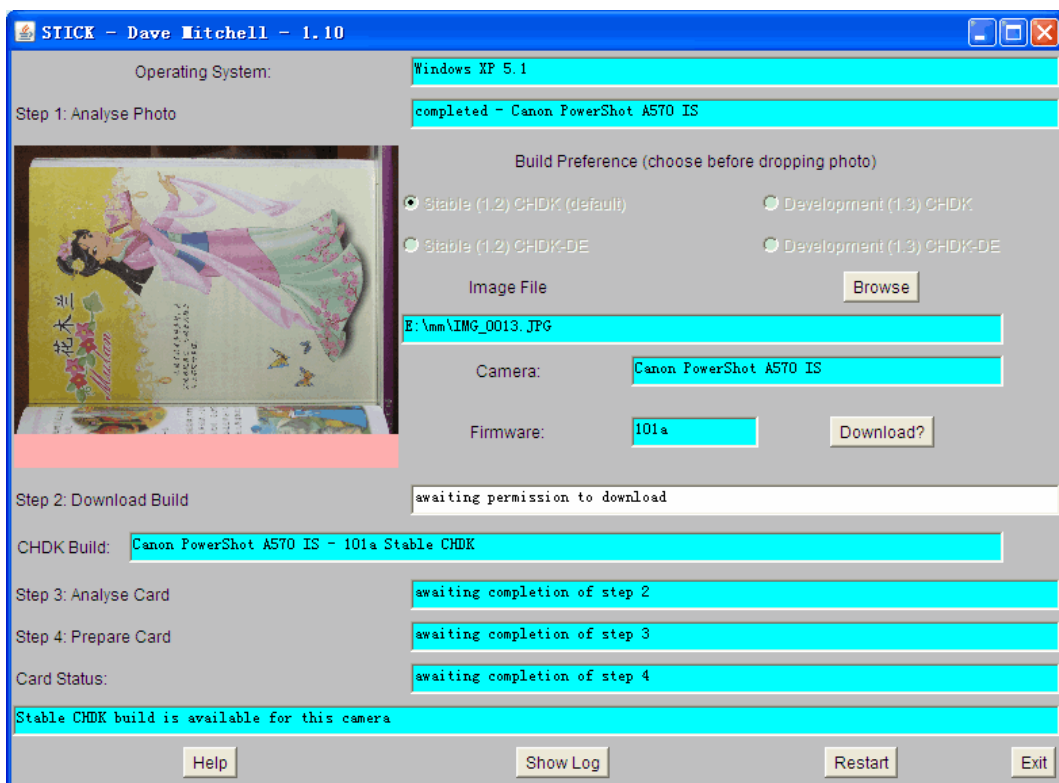 STICK - Dave Mitchell - 1.10
Operating System: Windows XP 5.1
Step 1: Analyse Photo completed - Canon PowerShot A570 IS
Build Preference (choose before dropping photo)
Stable (1.2) CHDK (default) Development (1.3) CHDK
Stable (1.2) CHDK-DE Development (1.3) CHDK-DE
Image File Browse
E:\mm\IMG_0013.JPG
Camera: Canon PowerShot A570 IS
Firmware: 101a Download?
花木兰
Mulan
Step 2: Download Build awaiting permission to download
CHDK Build: Canon PowerShot A570 IS - 101a Stable CHDK
Step 3: Analyse Card awaiting completion of step 2
Step 4: Prepare Card awaiting completion of step 3
Card Status: awaiting completion of step 4
Stable CHDK build is available for this camera
Help Show Log Restart Exit